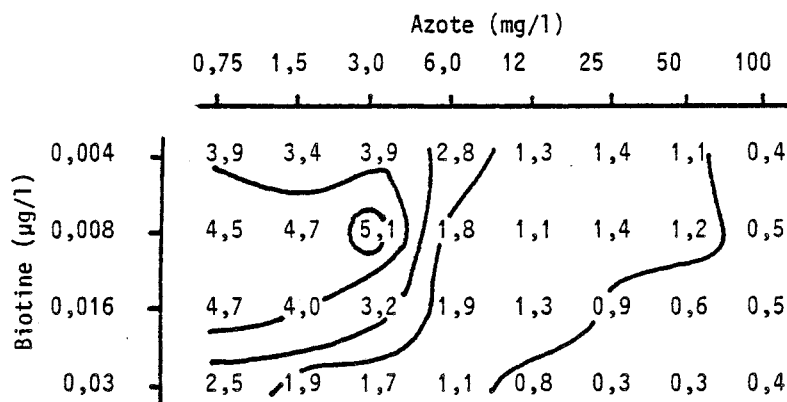 Azote (mg/l)
0,75 1,5 3,0 6,0 12 25 50 100
Biotine (µg/l)
0,004 3,9 3,4 3,9 2,8 1,3 1,4 1,1 0,4
0,008 4,5 4,7 5,1 1,8 1,1 1,4 1,2 0,5
0,016 4,7 4,0 3,2 1,9 1,3 0,9 0,6 0,5
0,03 2,5 1,9 1,7 1,1 0,8 0,3 0,3 0,4